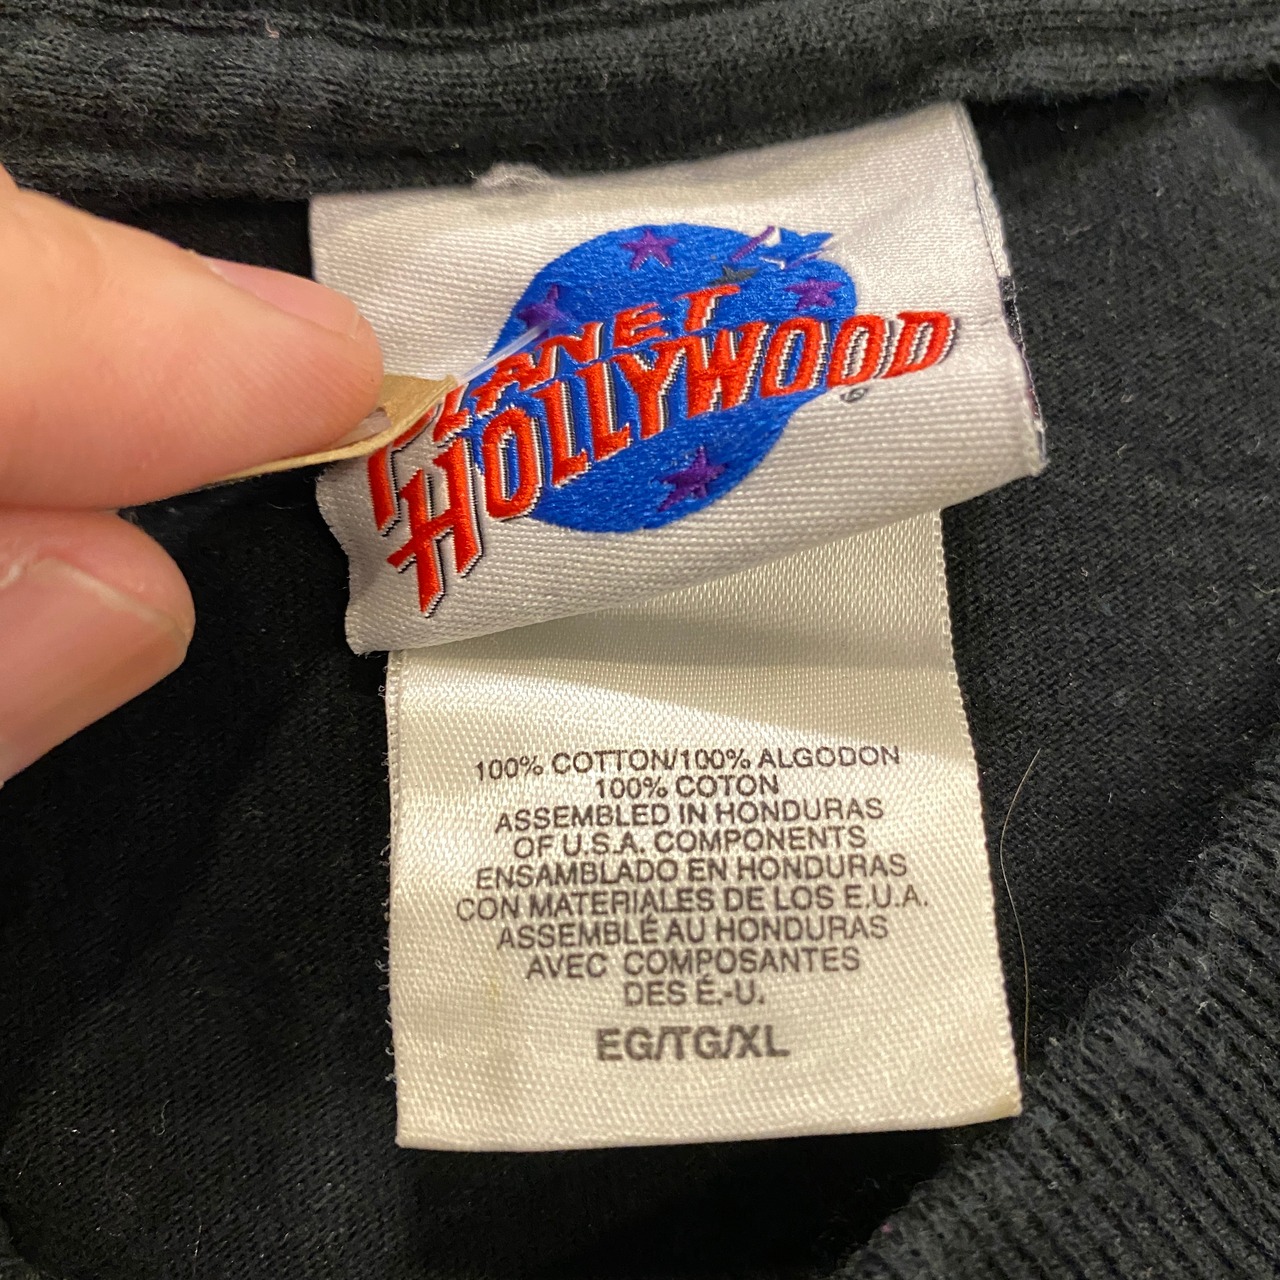 PLANET
HOLLYWOOD
®
100% COTTON/100% ALGODON
100% COTON
ASSEMBLED IN HONDURAS
OF U.S.A. COMPONENTS
ENSAMBLADO EN HONDURAS
CON MATERIALES DE LOS E.U.A.
ASSEMBLÉ AU HONDURAS
AVEC COMPOSANTES
DES É.-U.
EG/TG/XL